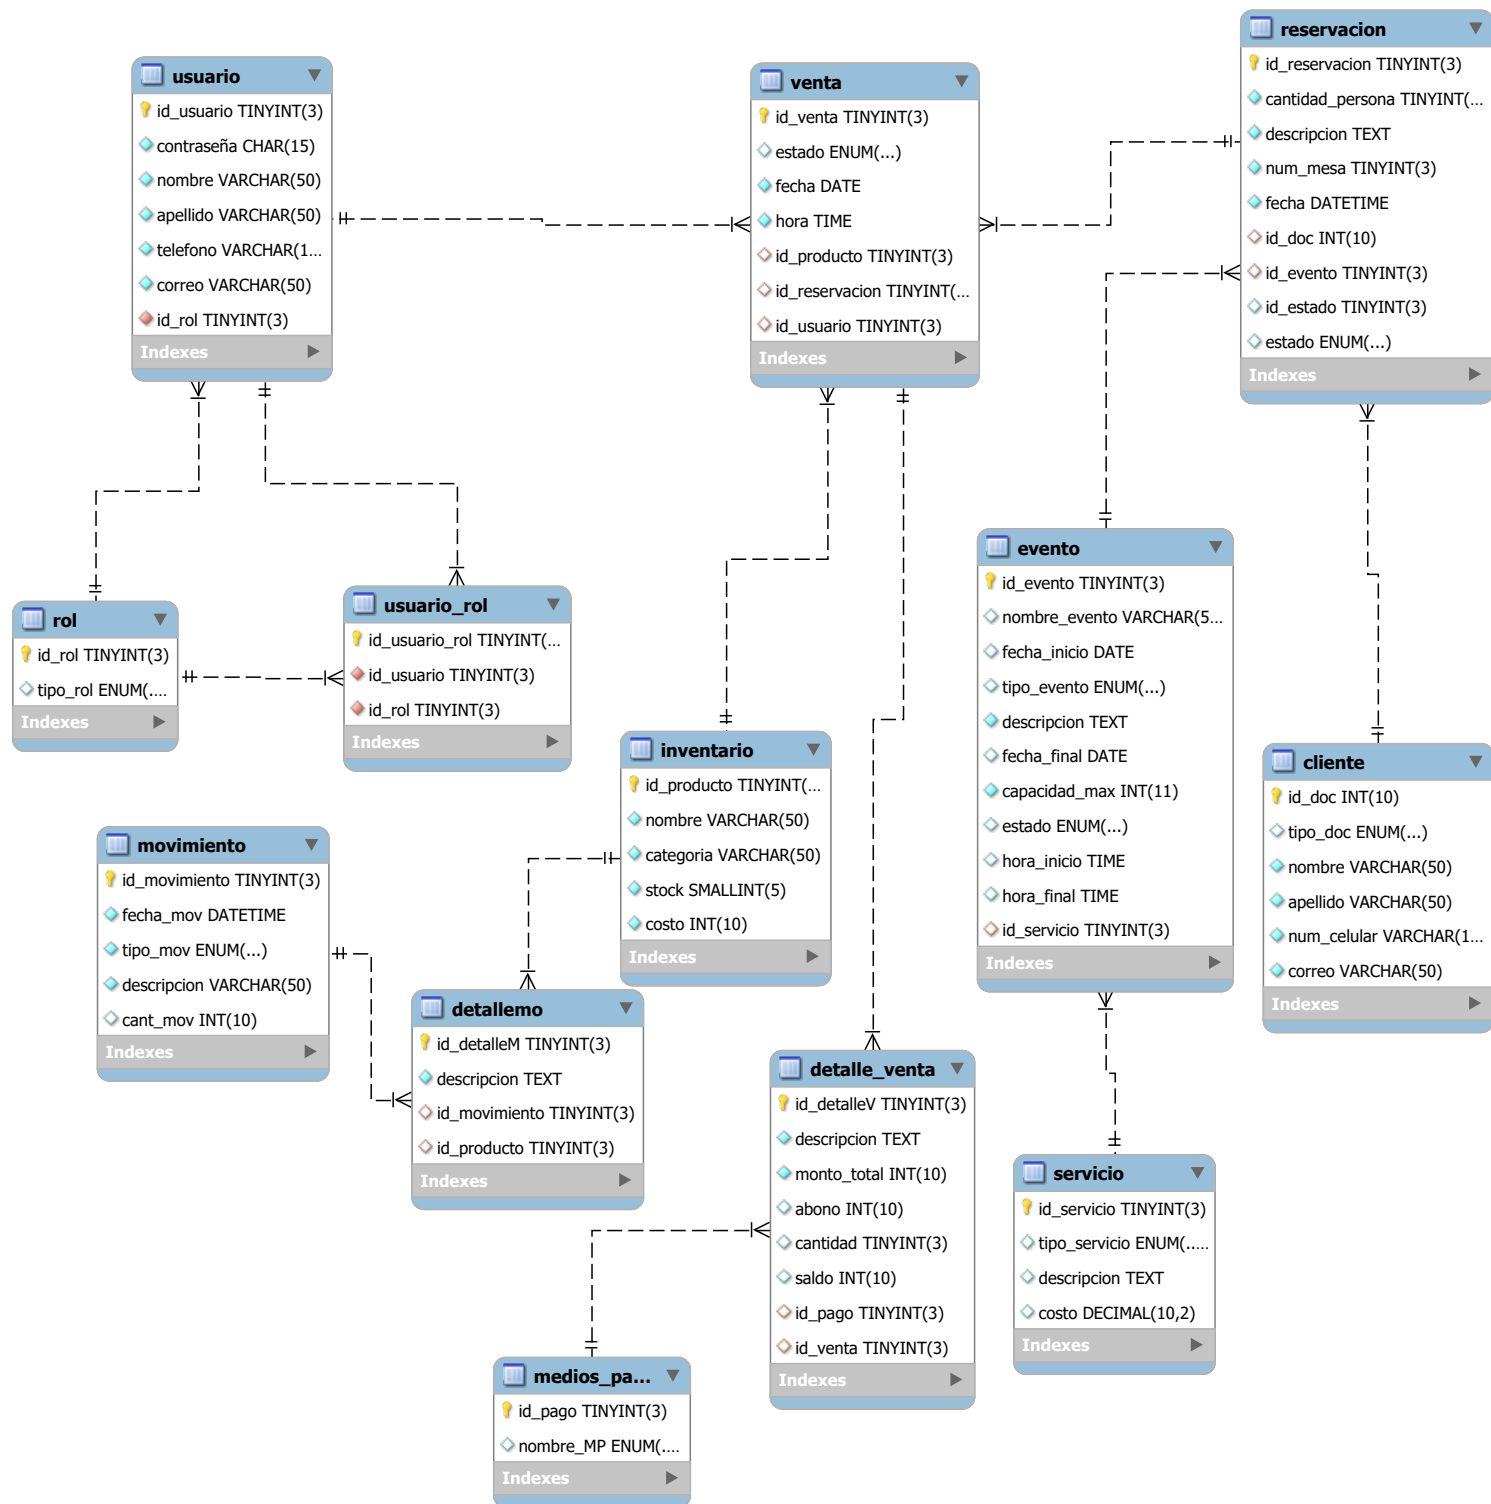 usuario
id_usuario TINYINT(3)
contraseña CHAR(15)
nombre VARCHAR(50)
apellido VARCHAR(50)
telefono VARCHAR(1...
correo VARCHAR(50)
id_rol TINYINT(3)
Indexes
venta
id_venta TINYINT(3)
estado ENUM(...)
fecha DATE
hora TIME
id_producto TINYINT(3)
id_reservacion TINYINT(...
id_usuario TINYINT(3)
Indexes
reservacion
id_reservacion TINYINT(3)
cantidad_persona TINYINT(...
descripcion TEXT
num_mesa TINYINT(3)
fecha DATETIME
id_doc INT(10)
id_evento TINYINT(3)
id_estado TINYINT(3)
estado ENUM(...)
Indexes
rol
id_rol TINYINT(3)
tipo_rol ENUM(....
Indexes
usuario_rol
id_usuario_rol TINYINT(...
id_usuario TINYINT(3)
id_rol TINYINT(3)
Indexes
evento
id_evento TINYINT(3)
nombre_evento VARCHAR(5...
fecha_inicio DATE
tipo_evento ENUM(...)
descripcion TEXT
fecha_final DATE
capacidad_max INT(11)
estado ENUM(...)
hora_inicio TIME
hora_final TIME
id_servicio TINYINT(3)
Indexes
inventario
id_producto TINYINT(...
nombre VARCHAR(50)
categoria VARCHAR(50)
stock SMALLINT(5)
costo INT(10)
Indexes
cliente
id_doc INT(10)
tipo_doc ENUM(...)
nombre VARCHAR(50)
apellido VARCHAR(50)
num_celular VARCHAR(1...
correo VARCHAR(50)
Indexes
movimiento
id_movimiento TINYINT(3)
fecha_mov DATETIME
tipo_mov ENUM(...)
descripcion VARCHAR(50)
cant_mov INT(10)
Indexes
detallemo
id_detalleM TINYINT(3)
descripcion TEXT
id_movimiento TINYINT(3)
id_producto TINYINT(3)
Indexes
detalle_venta
id_detalleV TINYINT(3)
descripcion TEXT
monto_total INT(10)
abono INT(10)
cantidad TINYINT(3)
saldo INT(10)
id_pago TINYINT(3)
id_venta TINYINT(3)
Indexes
servicio
id_servicio TINYINT(3)
tipo_servicio ENUM(.....
descripcion TEXT
costo DECIMAL(10,2)
Indexes
medios_pa...
id_pago TINYINT(3)
nombre_MP ENUM(....
Indexes